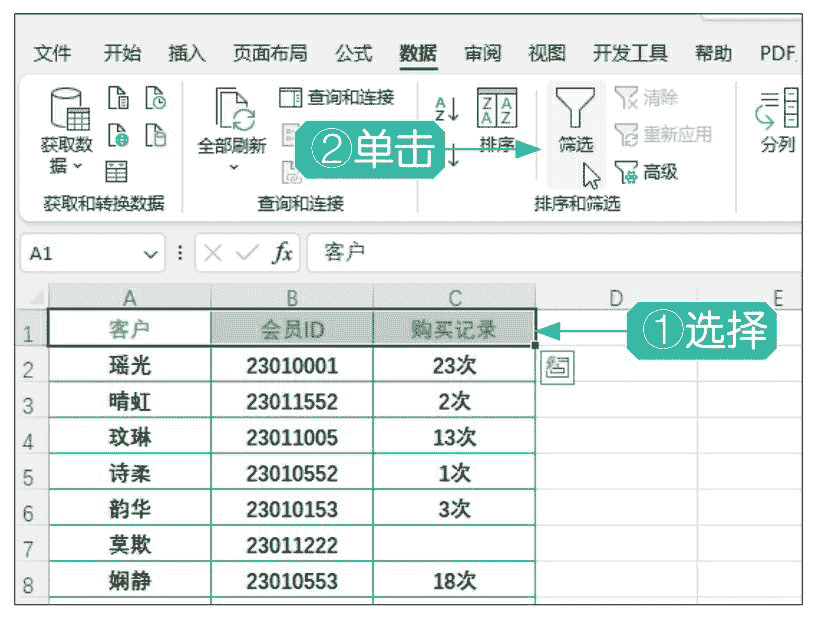 文件 开始 插入 页面布局 公式 数据 审阅 视图 开发工具 帮助 PDF
获取数据
全部刷新
查询和连接
排序
筛选
清除
重新应用
高级
分列
②单击
获取和转换数据 查询和连接 排序和筛选
A1 fx 客户
A B C D E
1 客户 会员ID 购买记录
①选择
2 瑶光 23010001 23次
3 晴虹 23011552 2次
4 玟琳 23011005 13次
5 诗柔 23010552 1次
6 韵华 23010153 3次
7 莫欺 23011222
8 娴静 23010553 18次